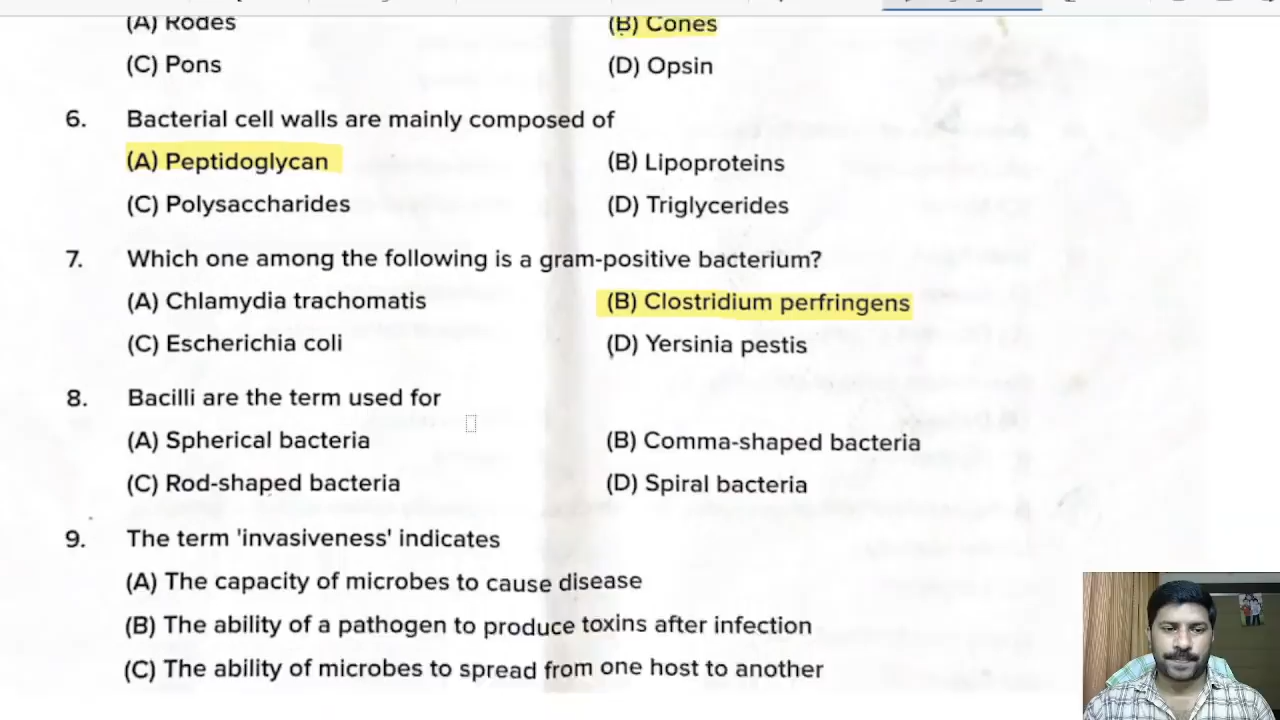 (A) Rodes
(B) Cones
(C) Pons
(D) Opsin
6. Bacterial cell walls are mainly composed of
(A) Peptidoglycan
(B) Lipoproteins
(C) Polysaccharides
(D) Triglycerides
7. Which one among the following is a gram-positive bacterium?
(A) Chlamydia trachomatis
(B) Clostridium perfringens
(C) Escherichia coli
(D) Yersinia pestis
8. Bacilli are the term used for
(A) Spherical bacteria
(B) Comma-shaped bacteria
(C) Rod-shaped bacteria
(D) Spiral bacteria
9. The term 'invasiveness' indicates
(A) The capacity of microbes to cause disease
(B) The ability of a pathogen to produce toxins after infection
(C) The ability of microbes to spread from one host to another